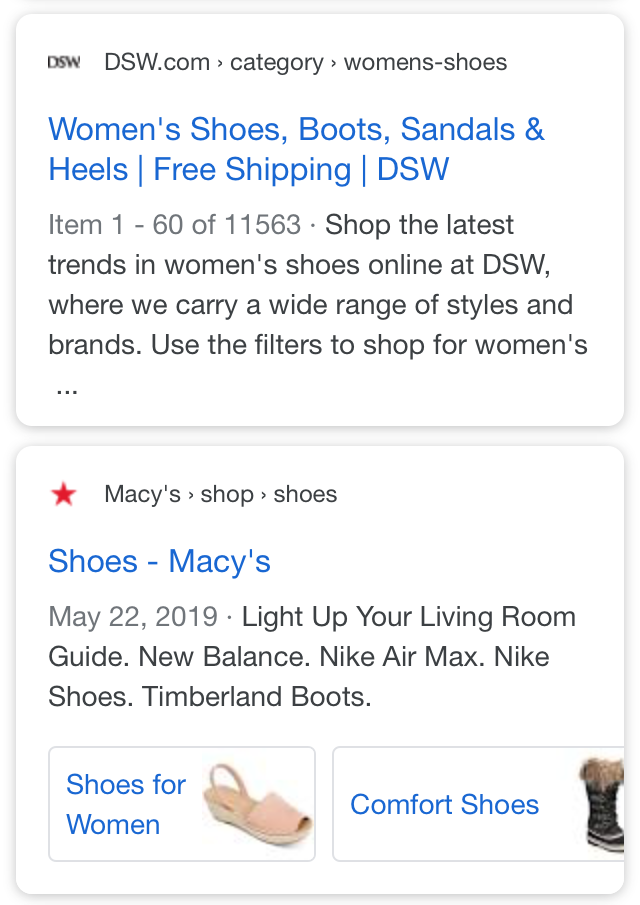 DSW DSW.com › category › womens-shoes
Women's Shoes, Boots, Sandals &
Heels | Free Shipping | DSW
Item 1 - 60 of 11563 · Shop the latest
trends in women's shoes online at DSW,
where we carry a wide range of styles and
brands. Use the filters to shop for women's
...
Macy's › shop › shoes
Shoes - Macy's
May 22, 2019 · Light Up Your Living Room
Guide. New Balance. Nike Air Max. Nike
Shoes. Timberland Boots.
Shoes for
Women
Comfort Shoes